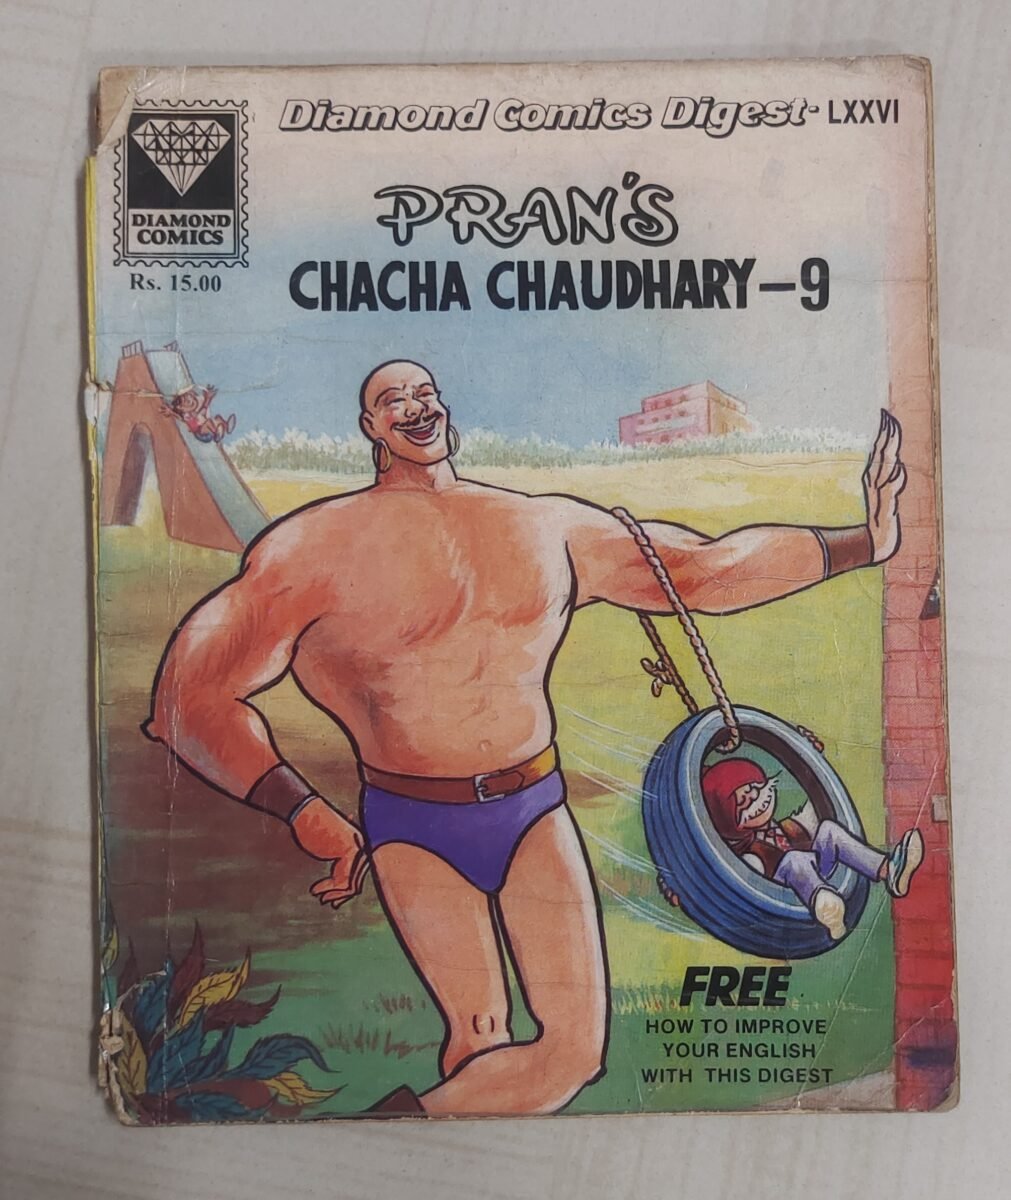 Diamond Comics Digest- LXXVI
DIAMOND
COMICS
Rs. 15.00
PRAN'S
CHACHA CHAUDHARY-9
FREE
HOW TO IMPROVE
YOUR ENGLISH
WITH THIS DIGEST